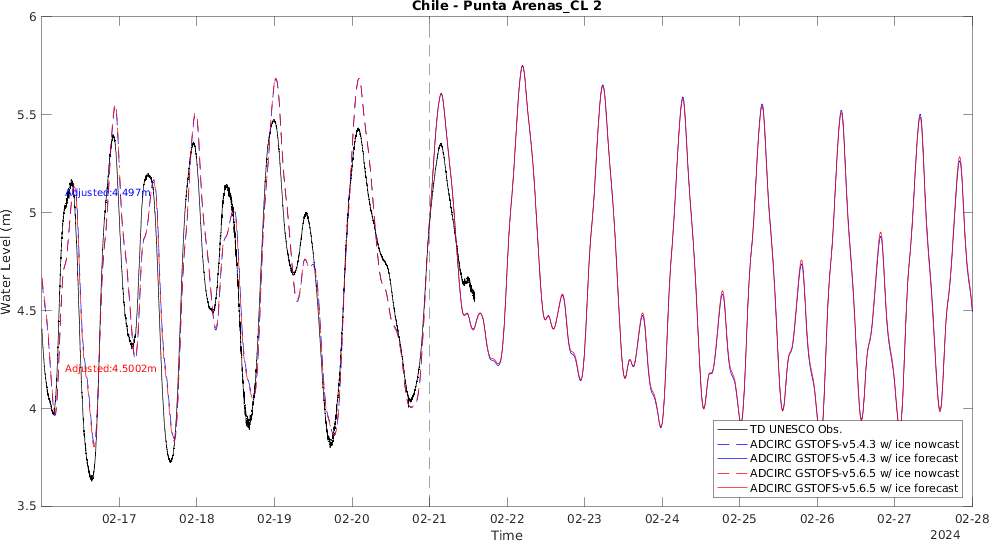 Chile - Punta Arenas_CL 2
6
5.5
5
4.5
4
3.5
Water Level (m)
Adjusted:4.497m
Adjusted:4.5002m
TD UNESCO Obs.
ADCIRC GSTOFS-v5.4.3 w/ ice nowcast
ADCIRC GSTOFS-v5.4.3 w/ ice forecast
ADCIRC GSTOFS-v5.6.5 w/ ice nowcast
ADCIRC GSTOFS-v5.6.5 w/ ice forecast
02-17 02-18 02-19 02-20 02-21 02-22 02-23 02-24 02-25 02-26 02-27 02-28
Time
2024